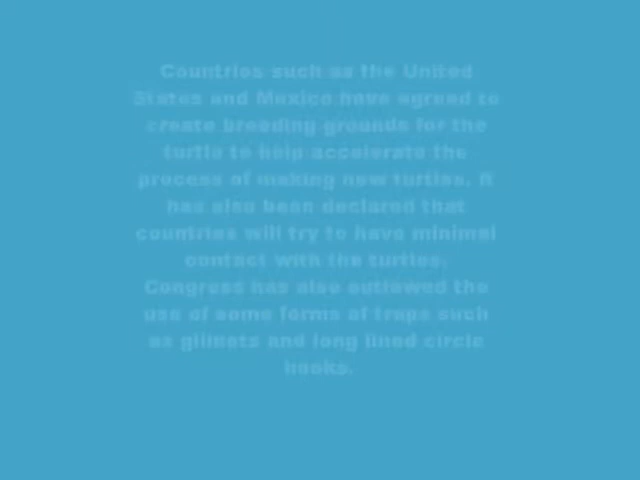 Countries such as the United
States and Mexico have agreed to
create breeding grounds for the
turtle to help accelerate the
process of making new turtles. It
has also been declared that
countries will try to have minimal
contact with the turtles.
Congress has also outlawed the
use of some forms of traps such
as gillnets and long lined circle
hooks.